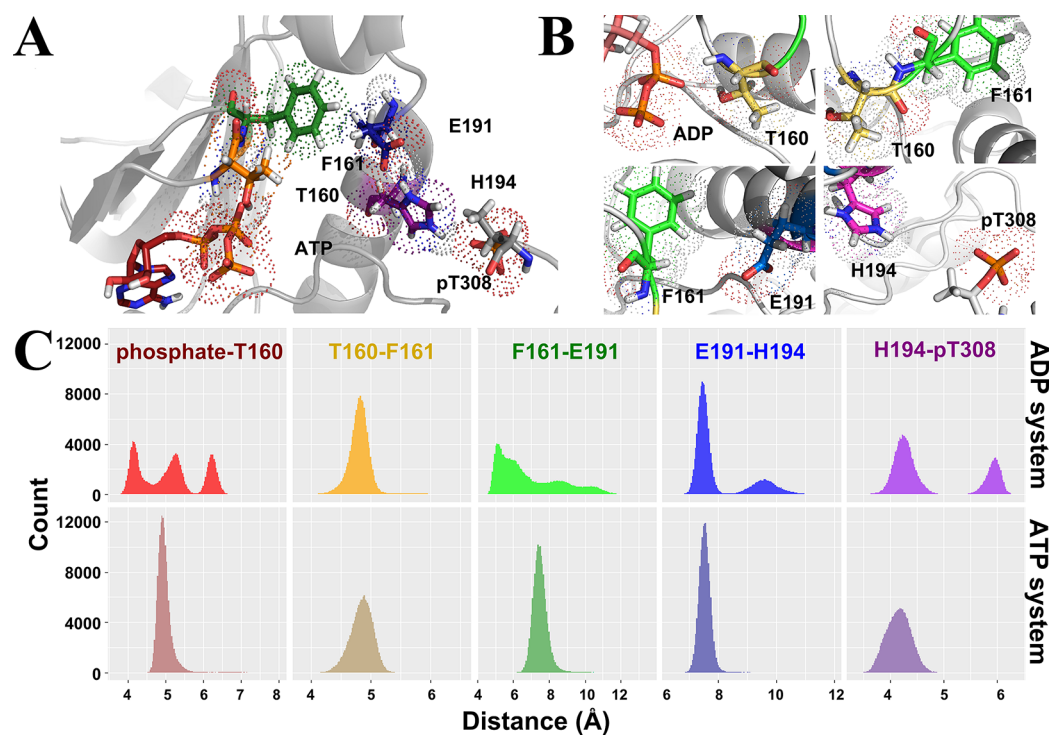 A
E191
F161
H194
T160
ATP
pT308
B
ADP
T160
F161
T160
F161
E191
H194
pT308
C
phosphate-T160 T160-F161 F161-E191 E191-H194 H194-pT308
12000
8000
4000
0
ADP system
12000
8000
4000
0
ATP system
Count
4 5 6 7 8 4 5 6 4 6 8 10 12 8 10 12 4 5 6
Distance (Å)